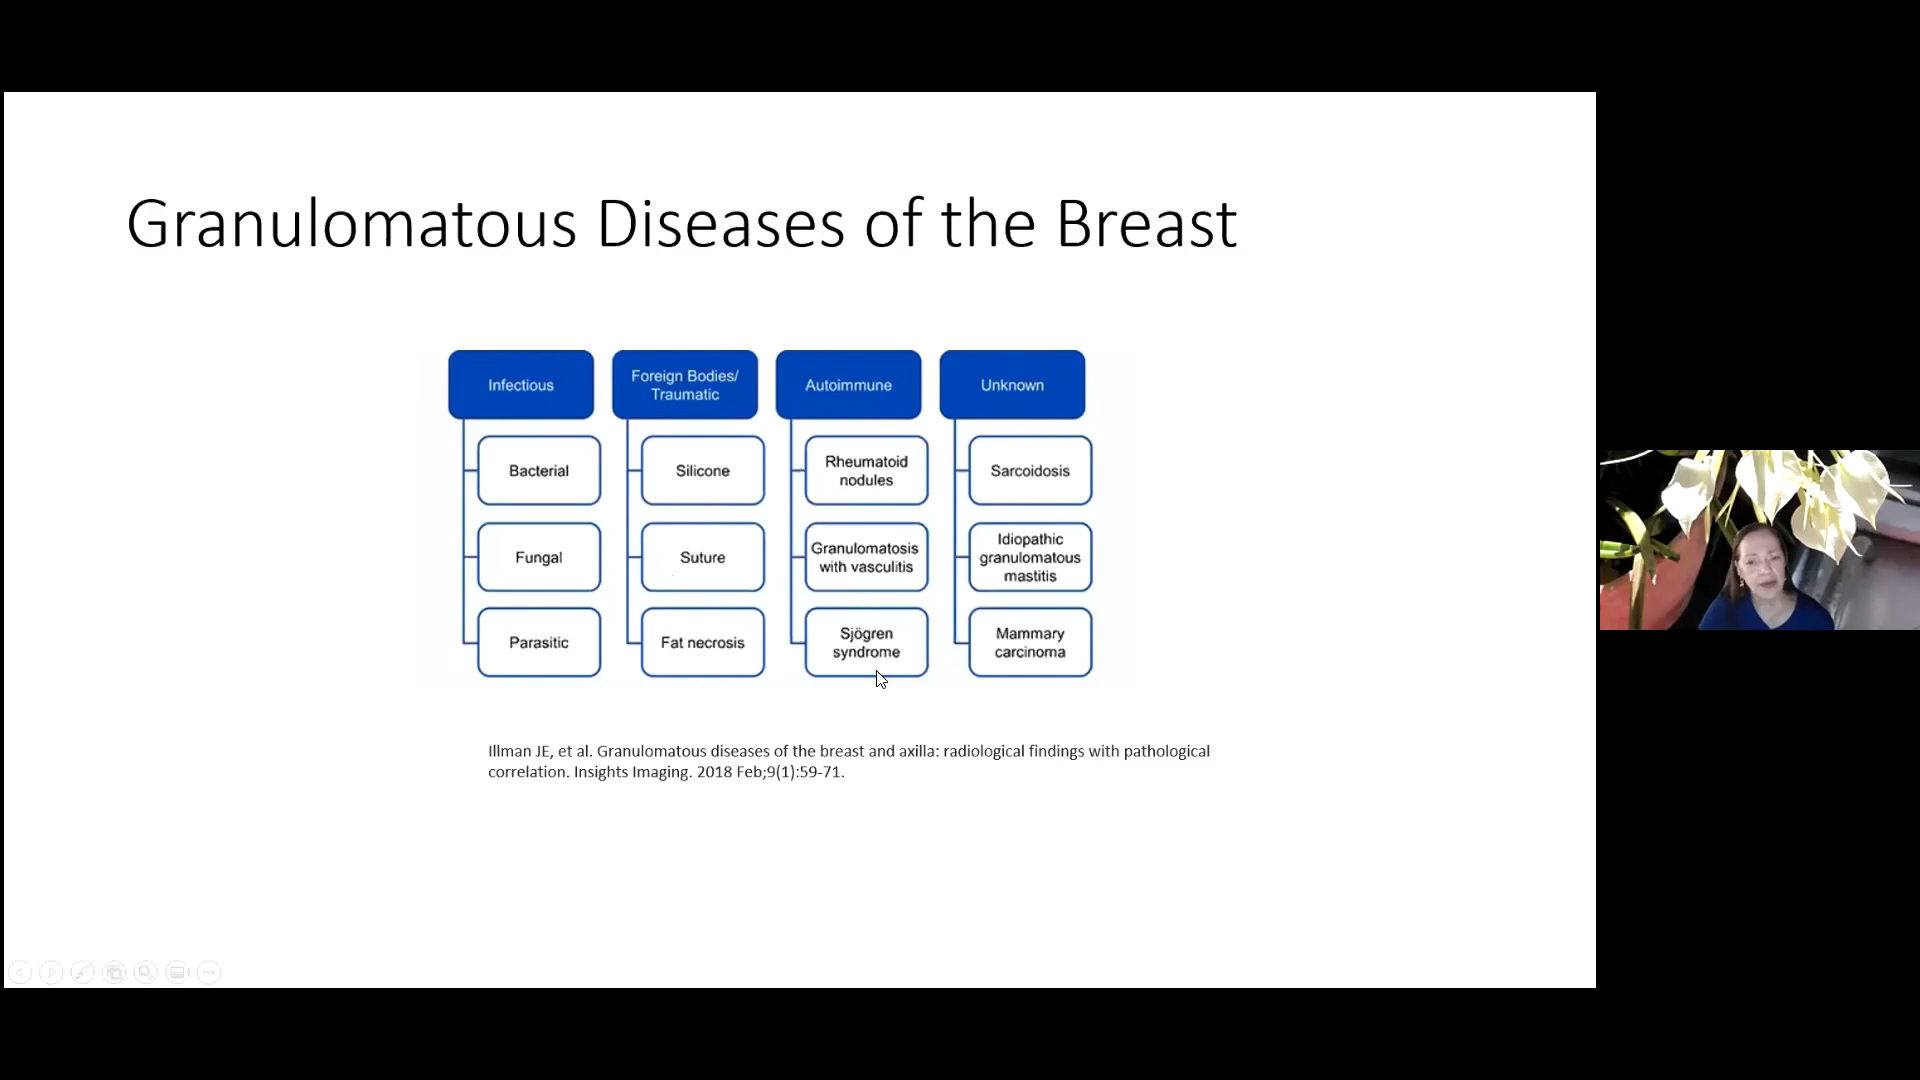 Granulomatous Diseases of the Breast
Infectious
Bacterial
Fungal
Parasitic
Foreign Bodies/
Traumatic
Silicone
Suture
Fat necrosis
Autoimmune
Rheumatoid
nodules
Granulomatosis
with vasculitis
Sjögren
syndrome
Unknown
Sarcoidosis
Idiopathic
granulomatous
mastitis
Mammary
carcinoma
Illman JE, et al. Granulomatous diseases of the breast and axilla: radiological findings with pathological
correlation. Insights Imaging. 2018 Feb;9(1):59-71.